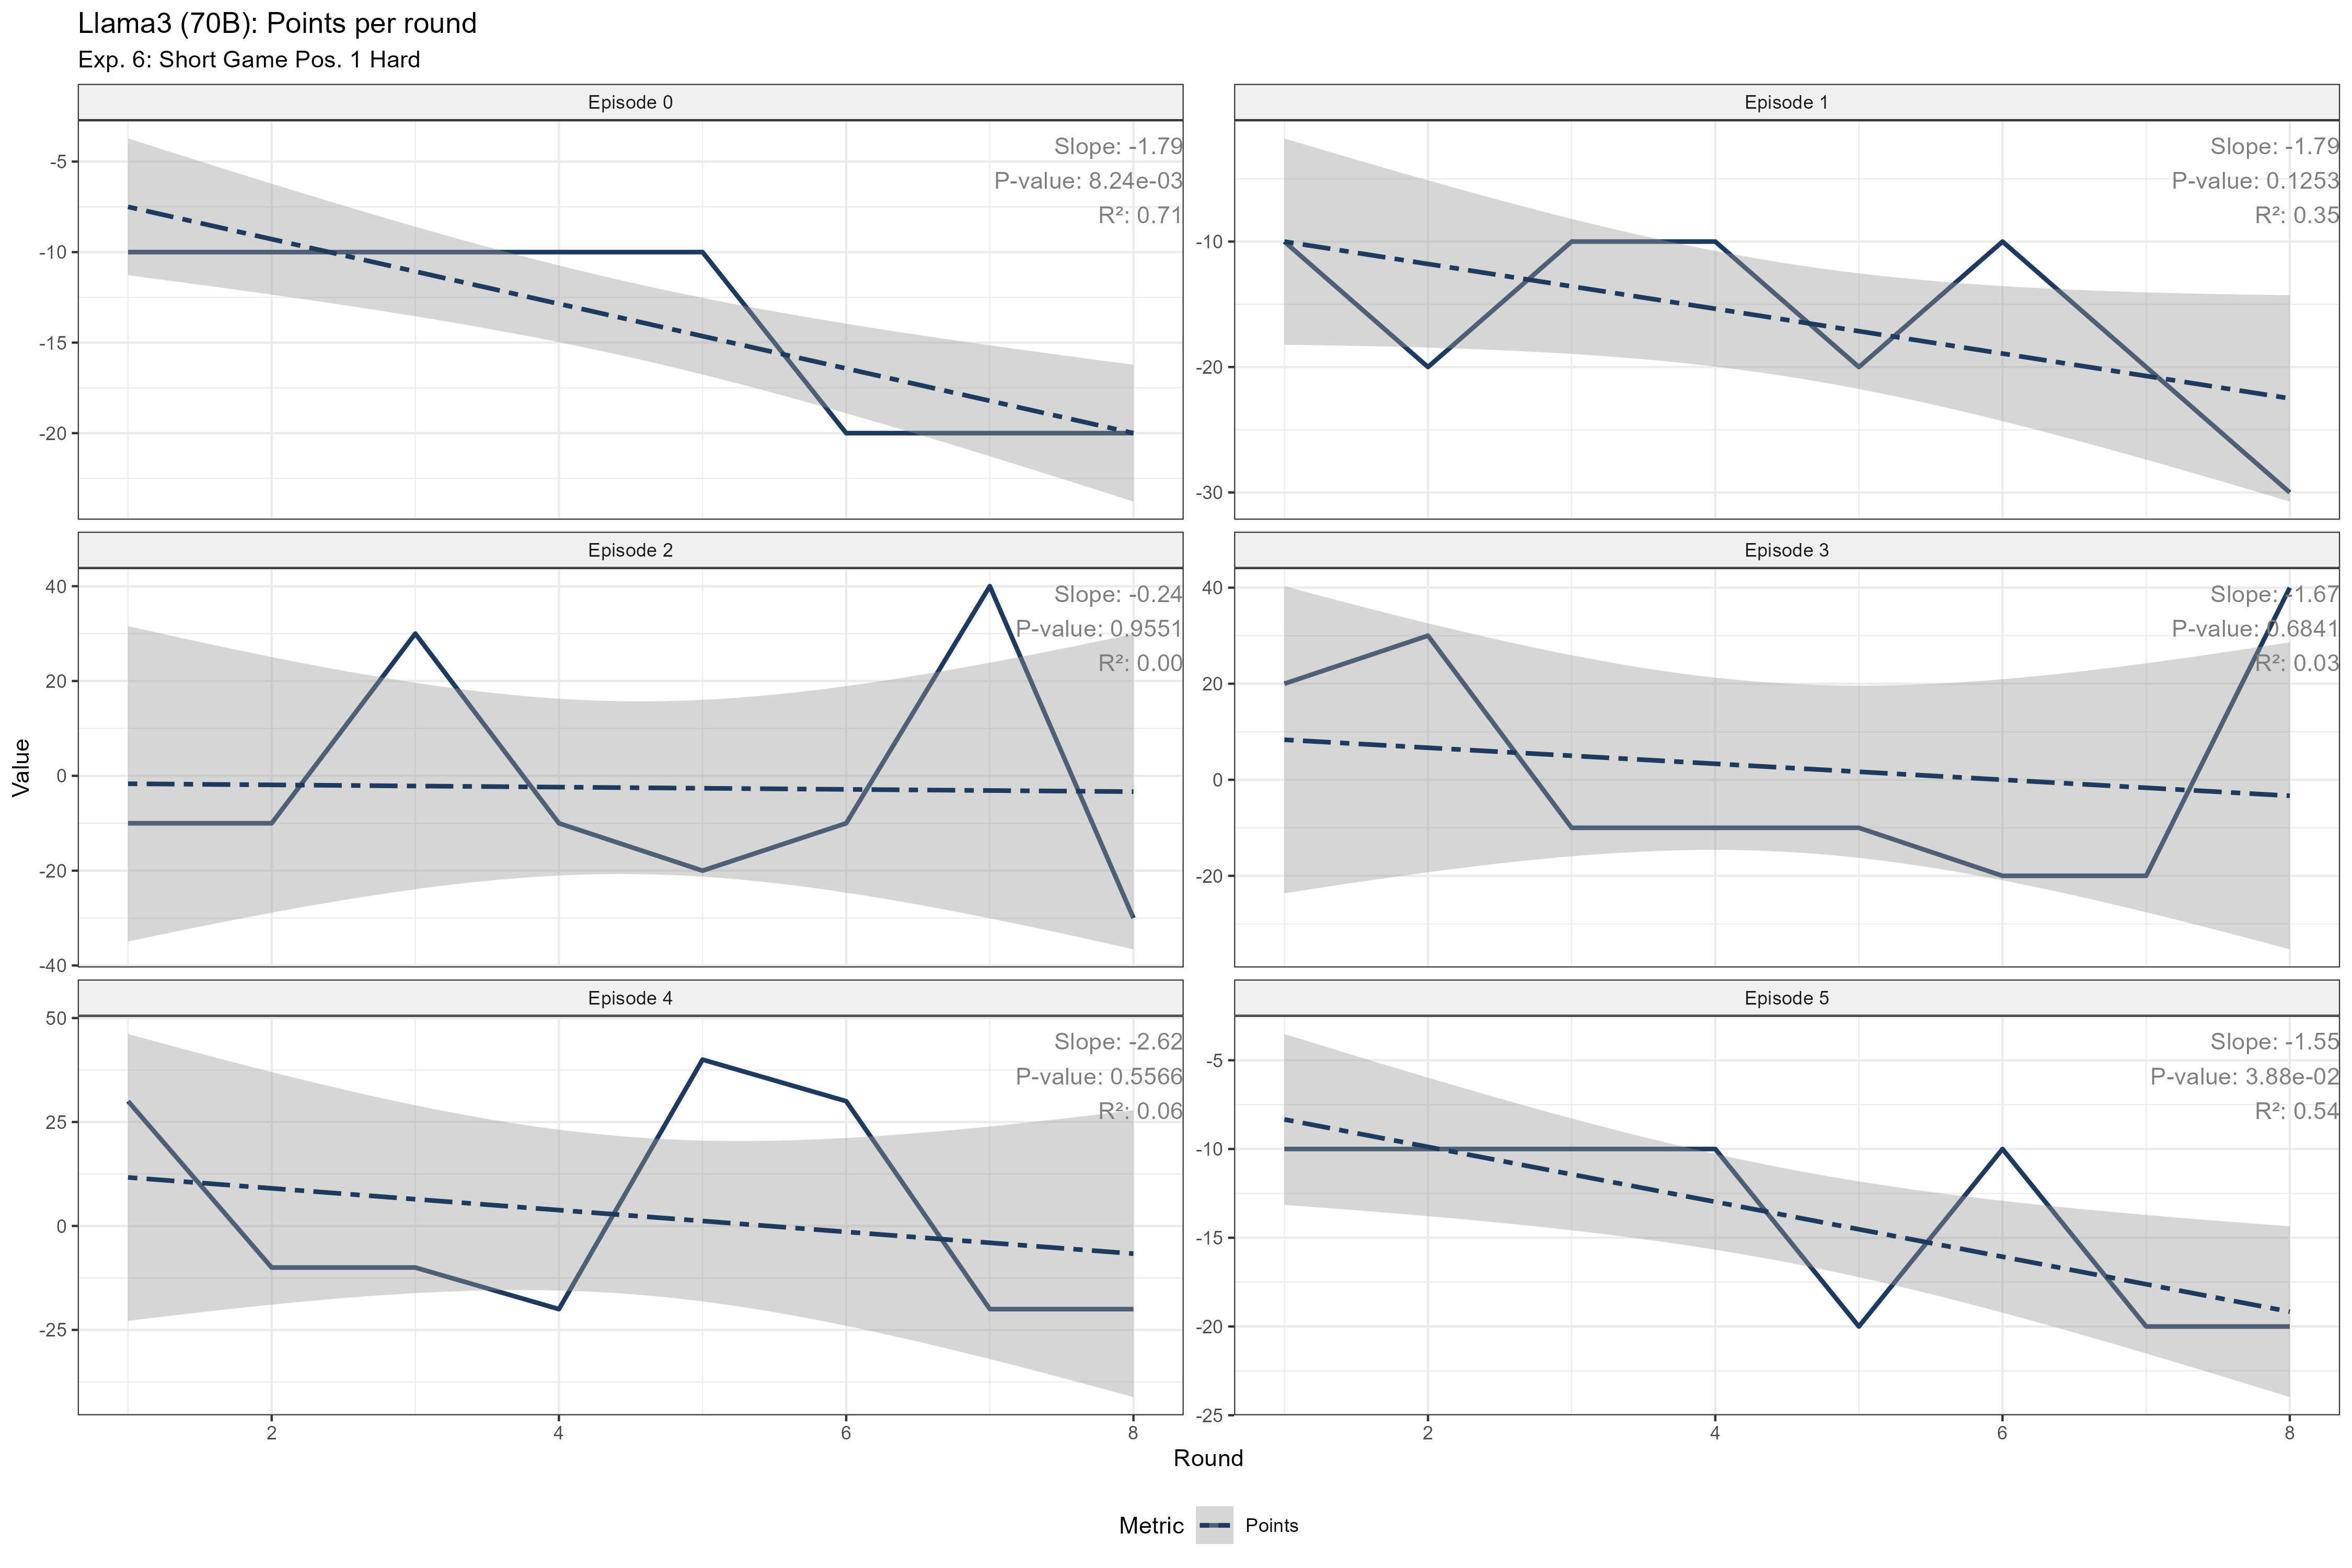 Llama3 (70B): Points per round
Exp. 6: Short Game Pos. 1 Hard
Episode 0
Slope: -1.79
P-value: 8.24e-03
R²: 0.71
-5
-10
-15
-20
Episode 1
Slope: -1.79
P-value: 0.1253
R²: 0.35
-10
-20
-30
Episode 2
Slope: -0.24
P-value: 0.9551
R²: 0.00
40
20
0
-20
-40
Episode 3
Slope: -1.67
P-value: 0.6841
R²: 0.03
40
20
0
-20
Value
Episode 4
Slope: -2.62
P-value: 0.5566
R²: 0.06
50
25
0
-25
2 4 6 8
Episode 5
Slope: -1.55
P-value: 3.88e-02
R²: 0.54
-5
-10
-15
-20
-25
2 4 6 8
Round
Metric Points